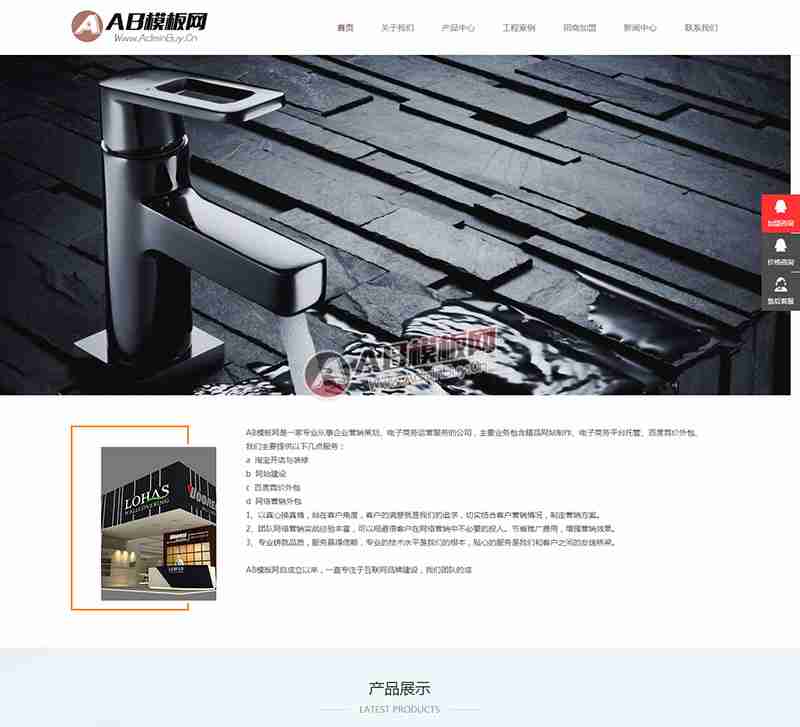 AB模板网
Www.AdminBuy.Cn
首页 关于我们 产品中心 工程案例 招商加盟 新闻中心 联系我们
加盟咨询
价格咨询
售后客服
AB模板网
AB模板网是一家专业从事企业营销策划、电子商务运营服务的公司，主要业务包含精品网站制作、电子商务平台托管、百度竞价外包。
我们主要提供以下几点服务：
a 淘宝开店与装修
b 网站建设
c 百度竞价外包
d 网络营销外包
1、以真心换真情，站在客户角度，客户的满意就是我们的追求，切实结合客户营销情况，制定营销方案。
2、团队网络营销实战经验丰富，可以规避很客户在网络营销中不必要的投入。节省推广费用，增强营销效果。
3、专业铸就品质，服务赢得信赖，专业的技术水平是我们的根本，贴心的服务是我们和客户之间的友谊桥梁。
AB模板网自成立以来，一直专注于互联网品牌建设，我们团队的成
LOHAS
WALLCOVERING
LOHAS
产品展示
LATEST PRODUCTS